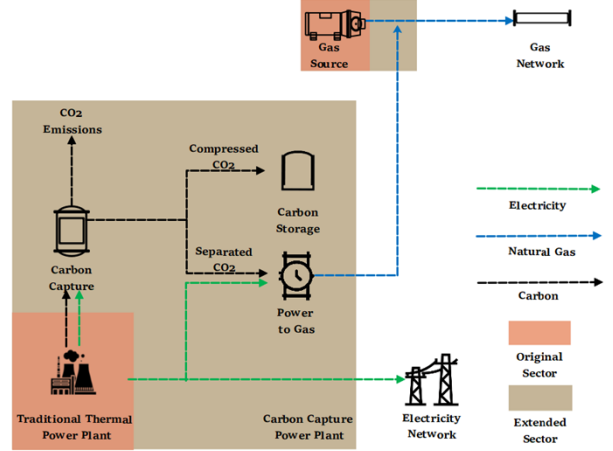 Gas
Source
Gas
Network
CO2
Emissions
Compressed
CO2
Carbon
Storage
Carbon
Capture
Separated
CO2
Power
to Gas
Traditional Thermal
Power Plant
Carbon Capture
Power Plant
Electricity
Network
Electricity
Natural Gas
Carbon
Original
Sector
Extended
Sector